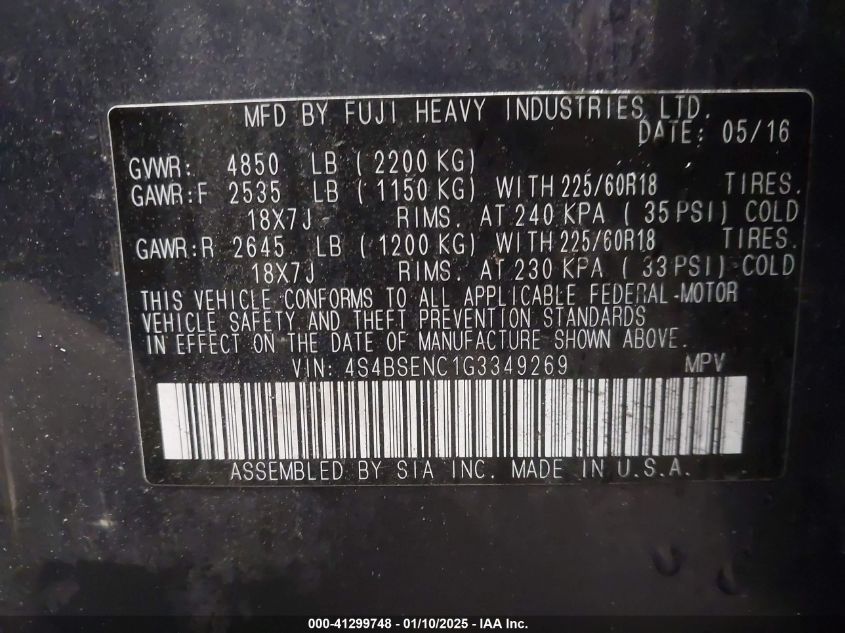 MFD BY FUJI HEAVY INDUSTRIES LTD.
DATE: 05/16
GVWR: 4850 LB ( 2200 KG)
GAWR:F 2535 LB ( 1150 KG) WITH 225/60R18 TIRES.
18X7J RIMS. AT 240 KPA ( 35 PSI) COLD
GAWR:R 2645 LB ( 1200 KG) WITH 225/60R18 TIRES.
18X7J RIMS. AT 230 KPA ( 33 PSI) COLD
THIS VEHICLE CONFORMS TO ALL APPLICABLE FEDERAL-MOTOR
VEHICLE SAFETY AND THEFT PREVENTION STANDARDS
IN EFFECT ON THE DATE OF MANUFACTURE SHOWN ABOVE.
VIN: 4S4BSENC1G3349269 MPV
ASSEMBLED BY SIA INC. MADE IN U.S.A.
000-41299748 - 01/10/2025 - IAA Inc.